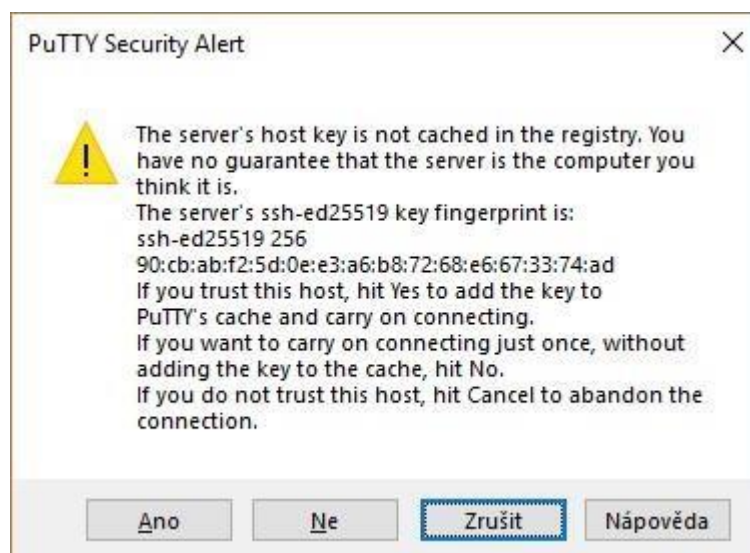 PuTTY Security Alert
The server's host key is not cached in the registry. You
have no guarantee that the server is the computer you
think it is.
The server's ssh-ed25519 key fingerprint is:
ssh-ed25519 256
90:cb:ab:f2:5d:0e:e3:a6:b8:72:68:e6:67:33:74:ad
If you trust this host, hit Yes to add the key to
PuTTY's cache and carry on connecting.
If you want to carry on connecting just once, without
adding the key to the cache, hit No.
If you do not trust this host, hit Cancel to abandon the
connection.
Ano Ne Zrušit Nápověda